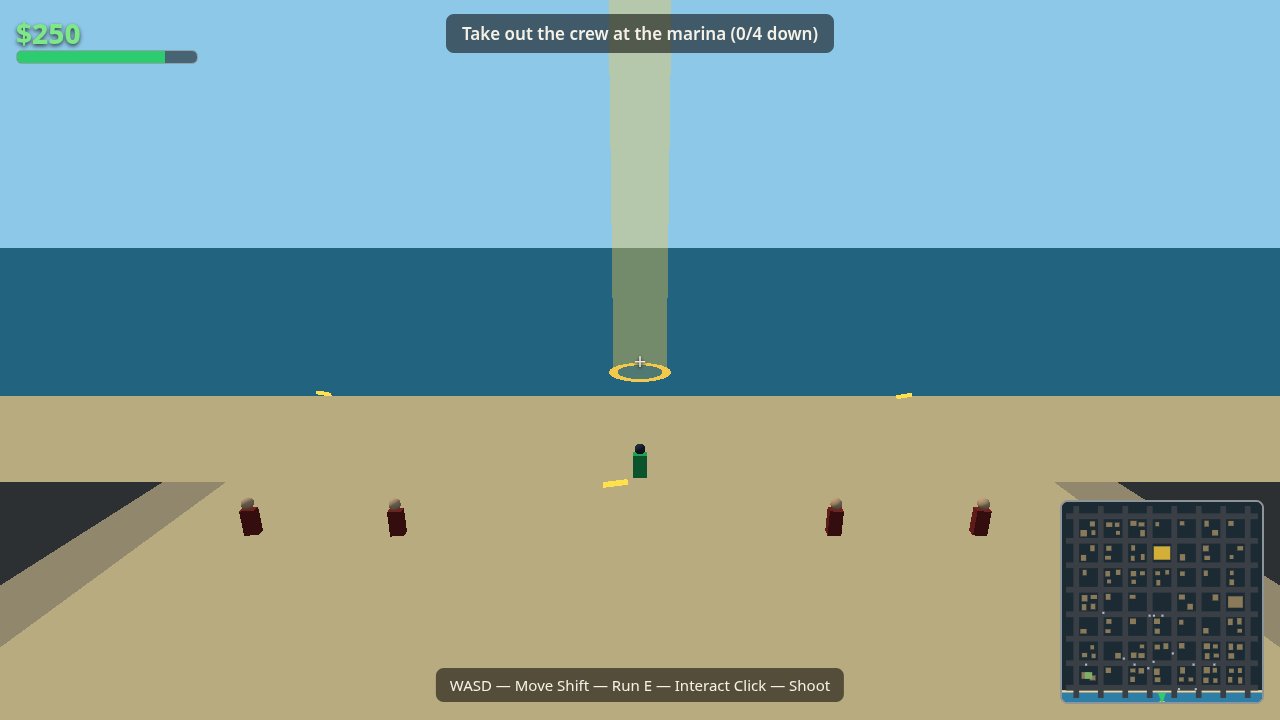 $250
Take out the crew at the marina (0/4 down)
WASD — Move Shift — Run E — Interact Click — Shoot